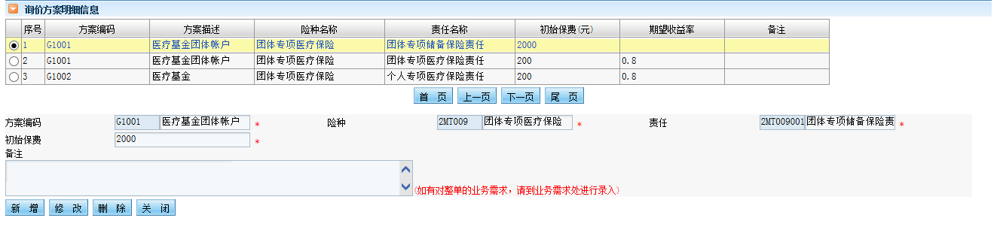 询价方案明细信息
序号 方案编码 方案描述 险种名称 责任名称 初始保费(元) 期望收益率 备注
1 G1001 医疗基金团体帐户 团体专项医疗保险 团体专项储备保险责任 2000
2 G1001 医疗基金团体帐户 团体专项医疗保险 团体专项医疗保险责任 200 0.8
3 G1002 医疗基金 团体专项医疗保险 个人专项医疗保险责任 200 0.8
首 页 上一页 下一页 尾 页
方案编码 G1001 医疗基金团体帐户 * 险种 2MT009 团体专项医疗保险 * 责任 2MT009001 团体专项储备保险责 *
初始保费 2000 *
备注
(如有对整单的业务需求，请到业务需求处进行录入)
新 增 修 改 删 除 关 闭